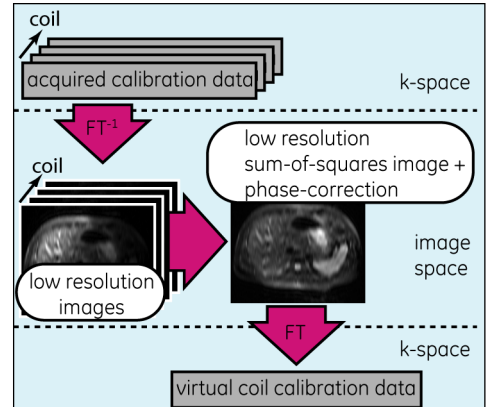 coil
acquired calibration data
k-space
FT-1
coil
low resolution
sum-of-squares image +
phase-correction
low resolution
images
image
space
FT
k-space
virtual coil calibration data